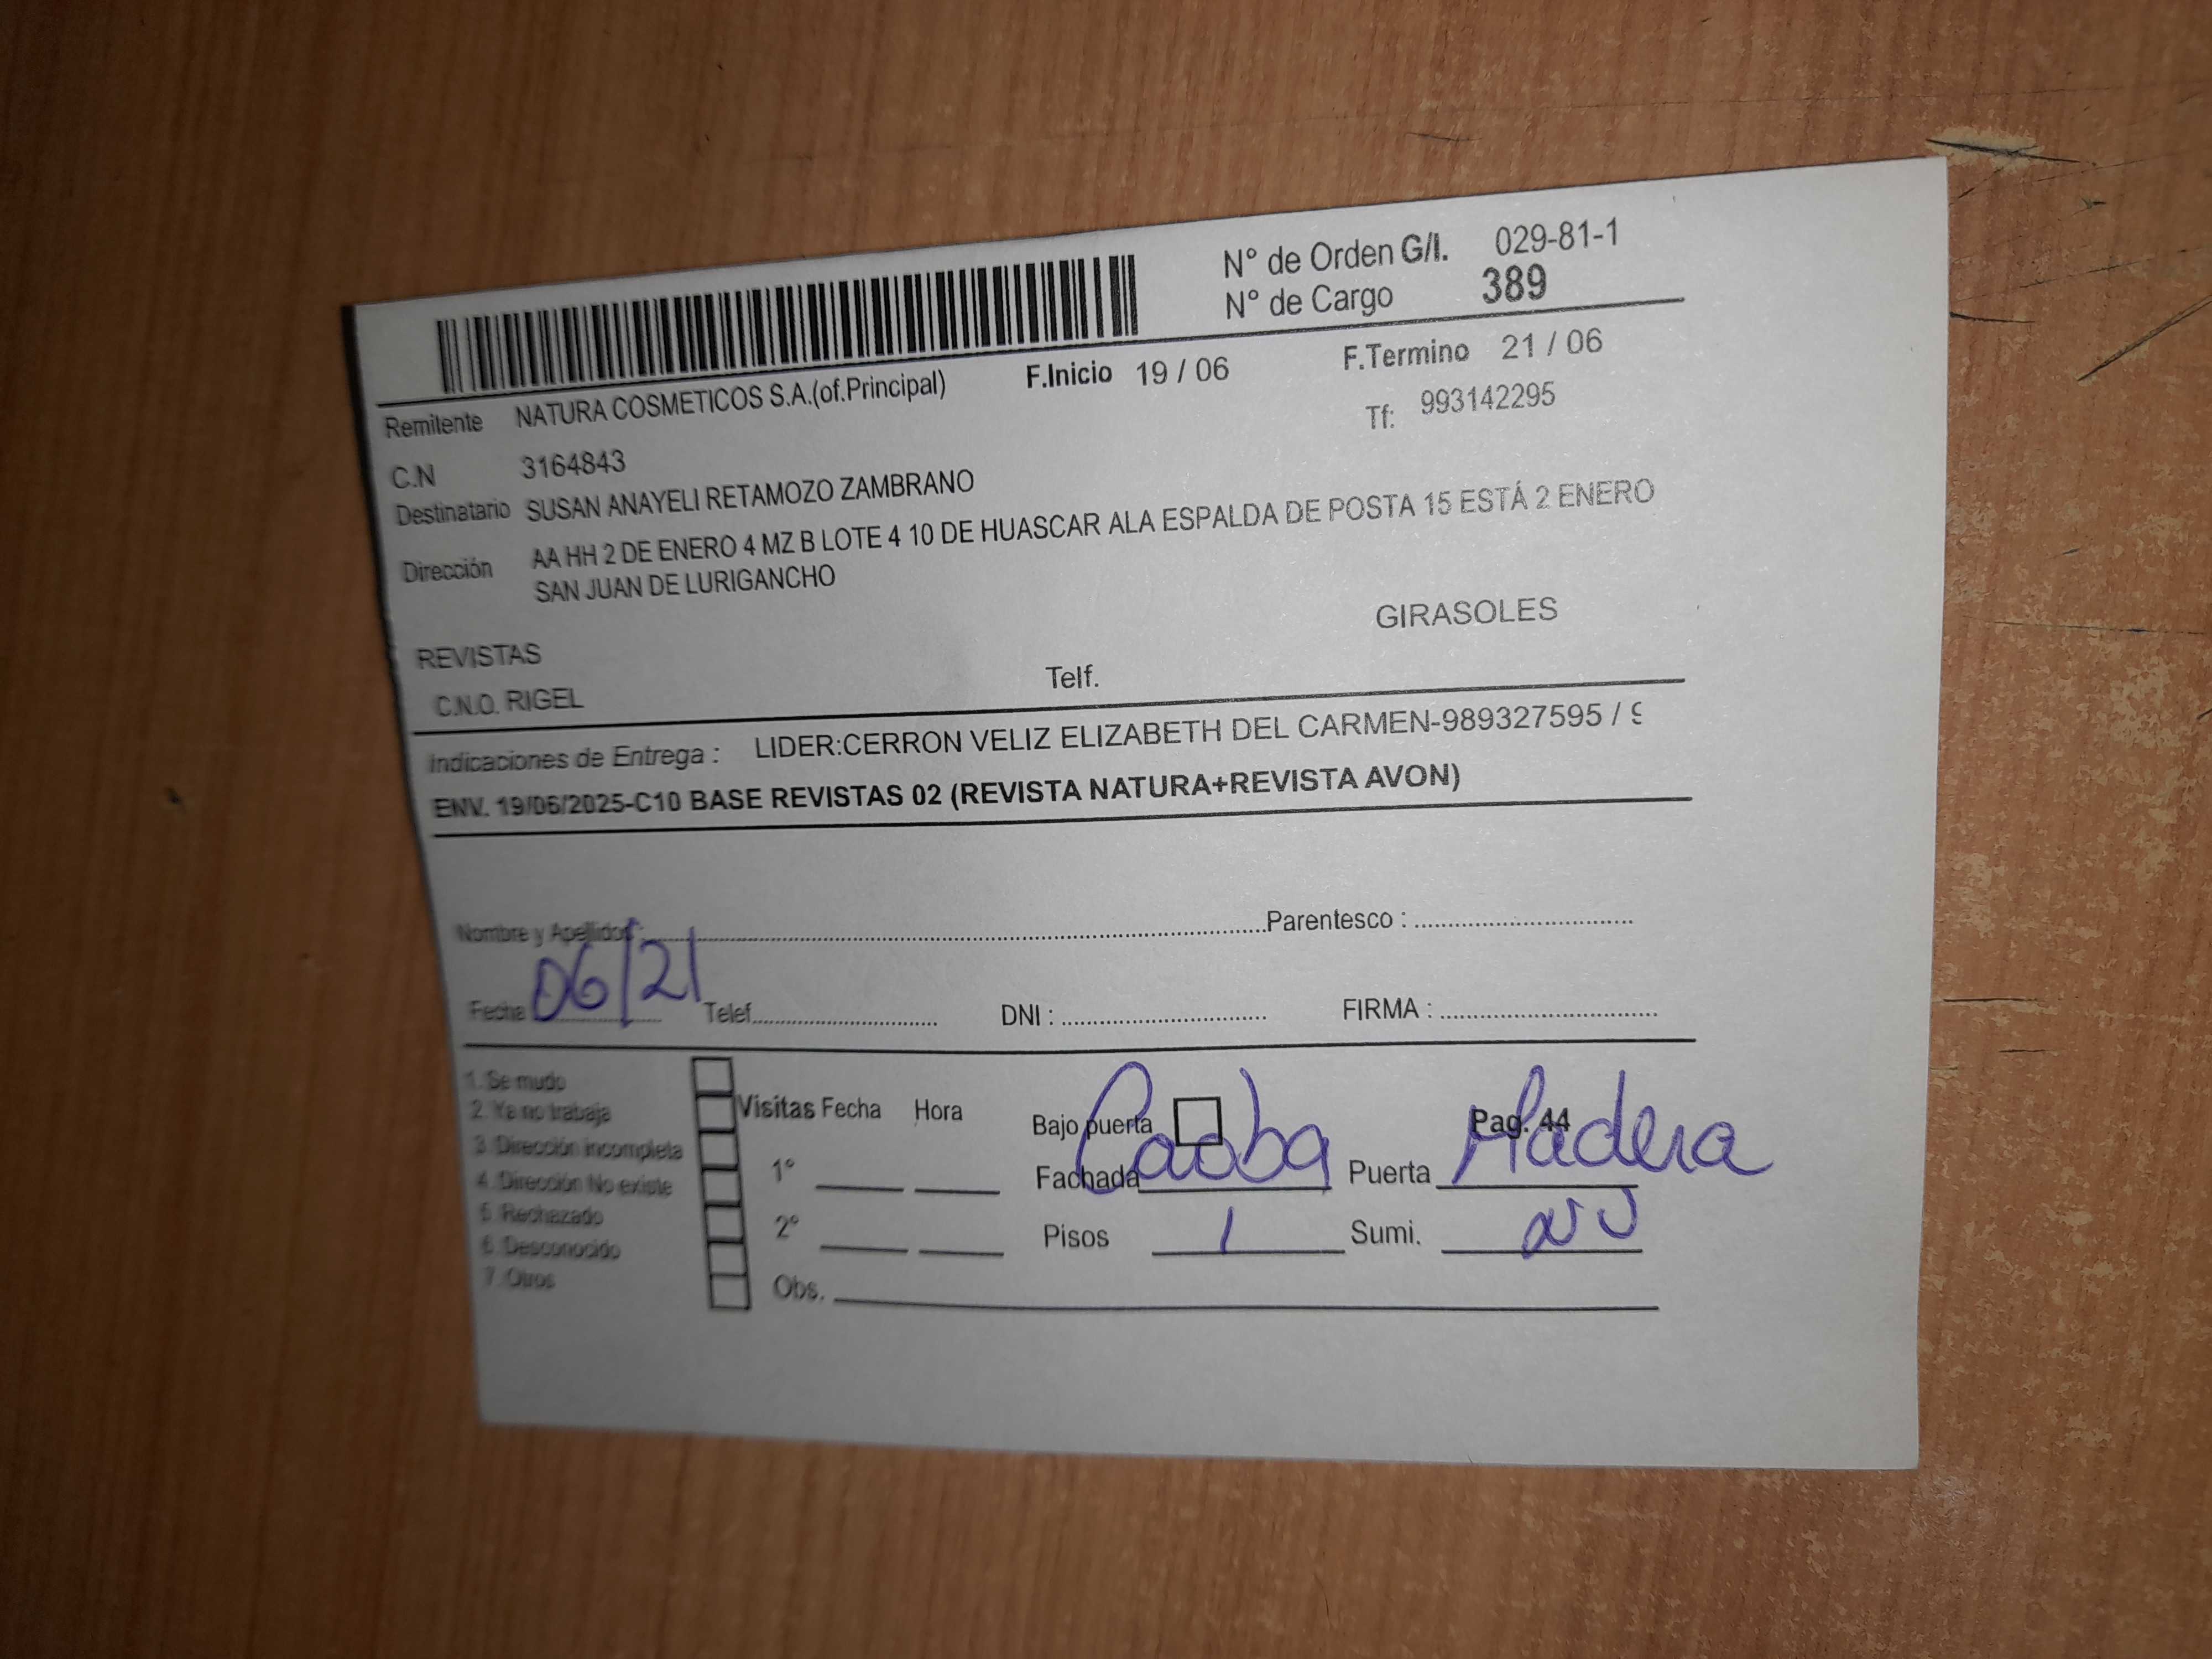 N° de Orden G/I. 029-81-1
N° de Cargo 389
F.Inicio 19 / 06 F.Termino 21 / 06
Remitente NATURA COSMETICOS S.A.(of.Principal) Tf: 993142295
C.N 3164843
Destinatario SUSAN ANAYELI RETAMOZO ZAMBRANO
Dirección AA HH 2 DE ENERO 4 MZ B LOTE 4 10 DE HUASCAR ALA ESPALDA DE POSTA 15 ESTÁ 2 ENERO
SAN JUAN DE LURIGANCHO
GIRASOLES
REVISTAS
C.N.O. RIGEL Telf.
Indicaciones de Entrega : LIDER:CERRON VELIZ ELIZABETH DEL CARMEN-989327595 / 9
ENV. 19/06/2025-C10 BASE REVISTAS 02 (REVISTA NATURA+REVISTA AVON)
Nombre y Apellidos : Parentesco :
Fecha 06/21 Telef. DNI : FIRMA :
1. Se mudo
2. Ya no trabaja
3. Dirección incompleta
4. Dirección No existe
5. Rechazado
6. Desconocido
7. Otros
Visitas Fecha Hora
1°
2°
Obs.
Bajo puerta Pag. 44
Fachada Caoba Puerta Madera
Pisos 1 Sumi.